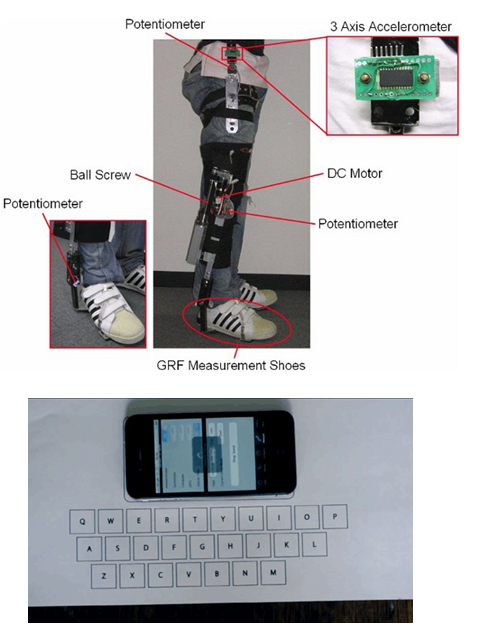 Potentiometer
3 Axis Accelerometer
Ball Screw
DC Motor
Potentiometer
Potentiometer
GRF Measurement Shoes
Q W E R T Y U I O P
A S D F G H J K L
Z X C V B N M